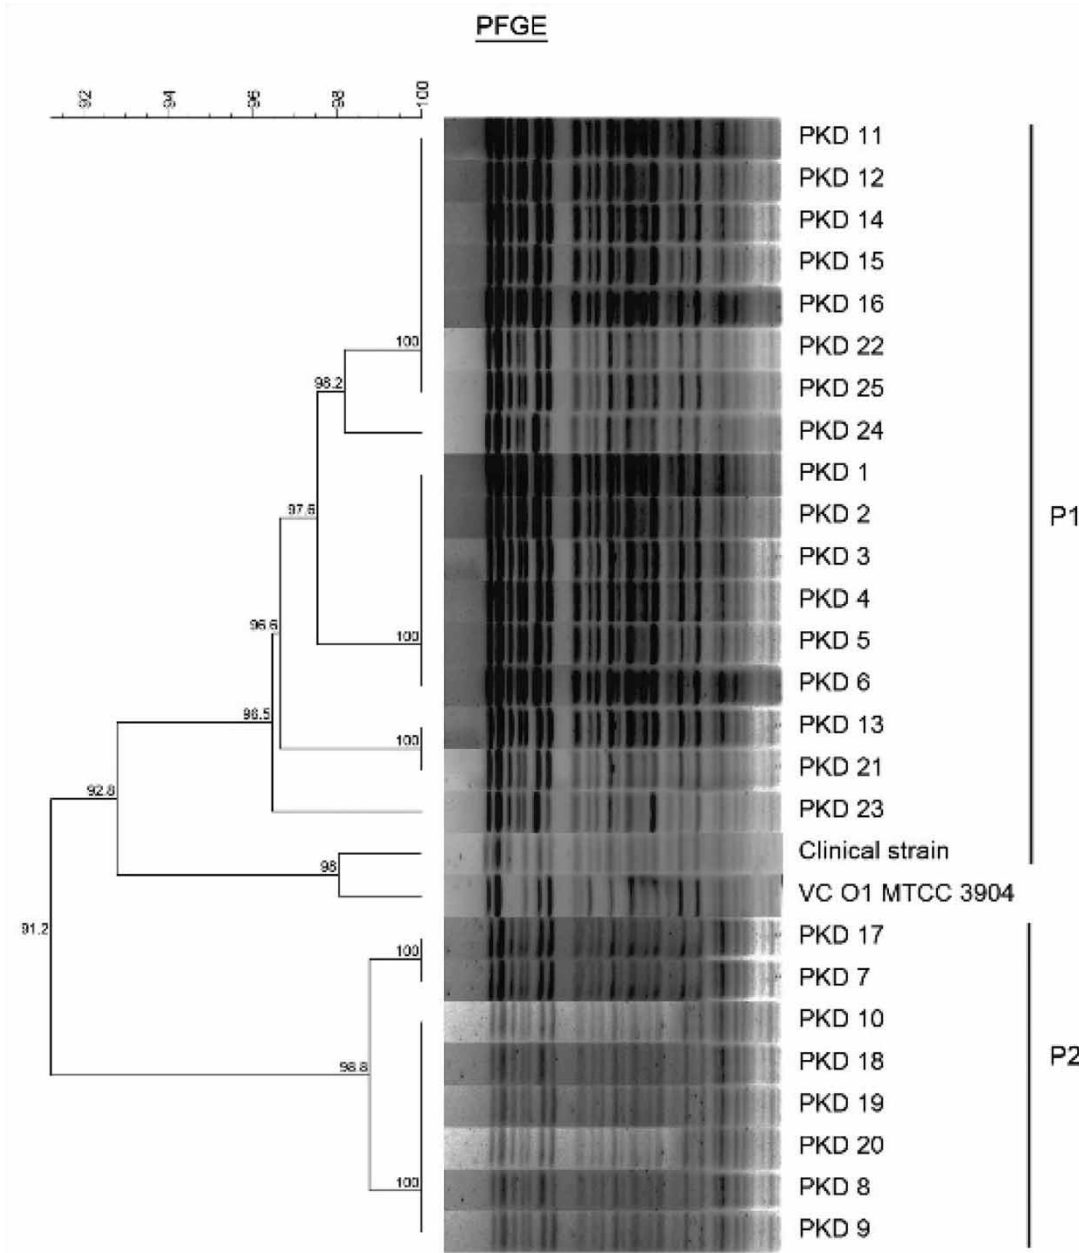 PFGE
92 94 96 98 100
PKD 11
PKD 12
PKD 14
PKD 15
PKD 16
100 PKD 22
98.2 PKD 25
PKD 24
PKD 1
97.6 PKD 2 P1
PKD 3
PKD 4
96.6 100 PKD 5
PKD 6
96.5 PKD 13
100 PKD 21
92.8 PKD 23
98 Clinical strain
VC O1 MTCC 3904
91.2 PKD 17
100 PKD 7
PKD 10
98.8 PKD 18 P2
PKD 19
PKD 20
100 PKD 8
PKD 9